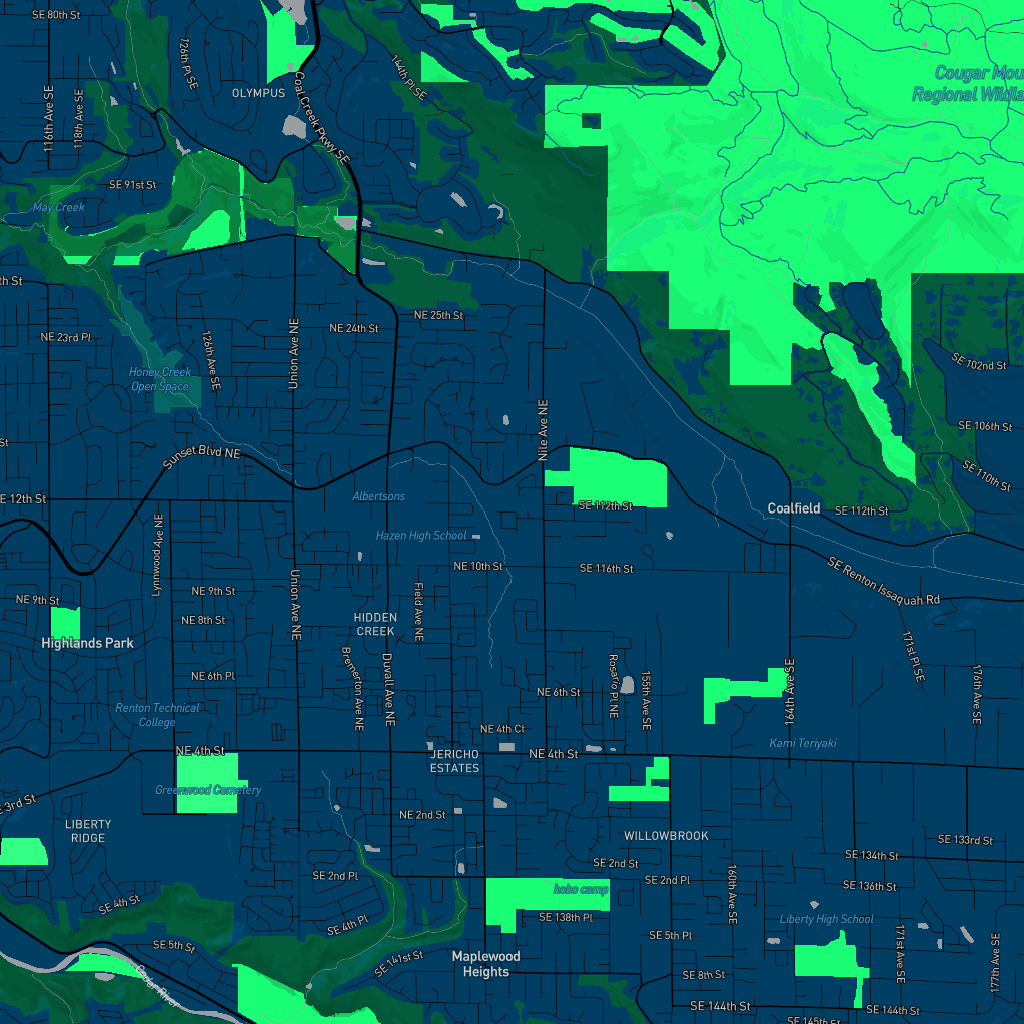 SE 80th St
126th Pl SE
144th Pl SE
Cougar Mou
Regional Wildla
OLYMPUS
116th Ave SE
118th Ave SE
Coal Creek Pkwy SE
SE 91st St
May Creek
th St
NE 25th St
NE 24th St
NE 23rd Pl
126th Ave SE
Union Ave NE
SE 102nd St
Honey Creek
Open Space
Nile Ave NE
SE 106th St
St
Sunset Blvd NE
SE 110th St
E 12th St
Albertsons
SE 112th St
Coalfield
SE 112th St
Lynnwood Ave NE
Hazen High School
NE 10th St
SE 116th St
SE Renton Issaquah Rd
NE 9th St
NE 9th St
Union Ave NE
Field Ave NE
NE 8th St
HIDDEN
CREEK
Highlands Park
171st Pl SE
NE 6th Pl
Bremerton Ave NE
Duvall Ave NE
Rosario Pl NE
155th Ave SE
164th Ave SE
176th Ave SE
NE 6th St
Renton Technical
College
NE 4th Ct
Kami Teriyaki
NE 4th St
JERICHO
ESTATES
NE 4th St
Greenwood Cemetery
E 3rd St
NE 2nd St
LIBERTY
RIDGE
WILLOWBROOK
SE 133rd St
SE 134th St
SE 2nd St
SE 2nd Pl
SE 2nd Pl
160th Ave SE
SE 136th St
hobo camp
SE 4th St
SE 138th Pl
Liberty High School
SE 4th Pl
SE 5th Pl
SE 5th St
171st Ave SE
177th Ave SE
SE 141st St
Maplewood
Heights
Cedar River
SE 8th St
SE 144th St
SE 144th St
SE 145th St